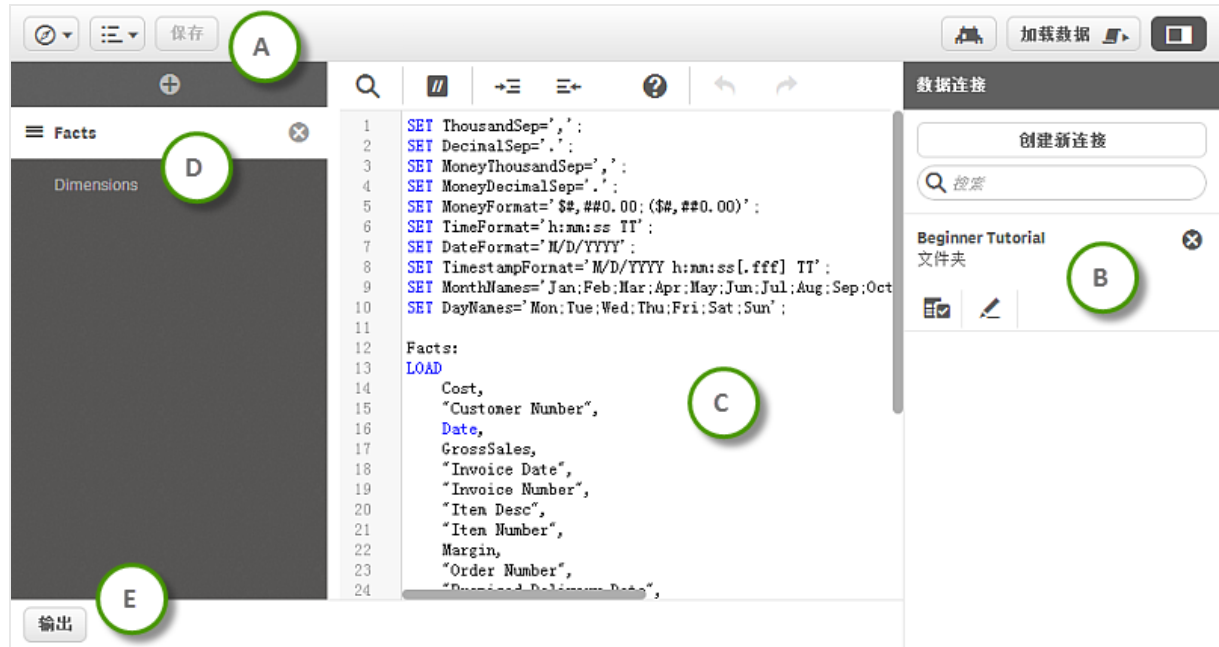 保存
A
加载数据
Facts
D
Dimensions
1 SET ThousandSep=',';
2 SET DecimalSep='.';
3 SET MoneyThousandSep=',';
4 SET MoneyDecimalSep='.';
5 SET MoneyFormat='$#,##0.00;($#,##0.00)';
6 SET TimeFormat='h:mm:ss TT';
7 SET DateFormat='M/D/YYYY';
8 SET TimestampFormat='M/D/YYYY h:mm:ss[.fff] TT';
9 SET MonthNames='Jan;Feb;Mar;Apr;May;Jun;Jul;Aug;Sep;Oct
10 SET DayNames='Mon;Tue;Wed;Thu;Fri;Sat;Sun';
11
12 Facts:
13 LOAD
14 Cost,
15 "Customer Number",
16 Date,
17 GrossSales,
18 "Invoice Date",
19 "Invoice Number",
20 "Item Desc",
21 "Item Number",
22 Margin,
23 "Order Number",
24 "Promised Delivery Date",
C
数据连接
创建新连接
搜索
Beginner Tutorial
文件夹
B
E
输出